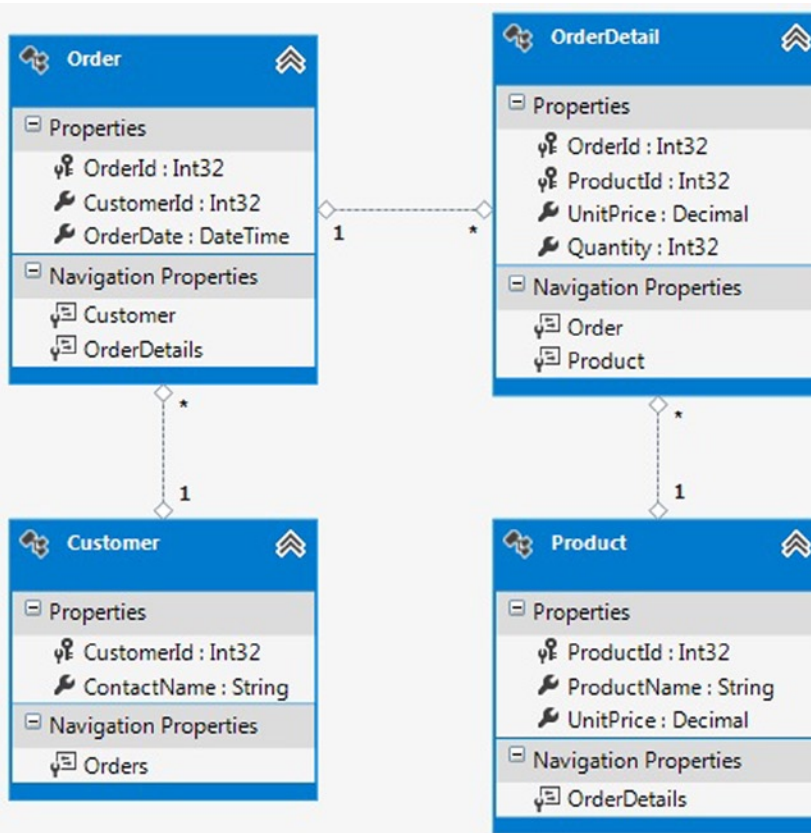 Order
Properties
OrderId : Int32
CustomerId : Int32
OrderDate : DateTime
Navigation Properties
Customer
OrderDetails
1
*
OrderDetail
Properties
OrderId : Int32
ProductId : Int32
UnitPrice : Decimal
Quantity : Int32
Navigation Properties
Order
Product
*
1
*
1
Customer
Properties
CustomerId : Int32
ContactName : String
Navigation Properties
Orders
Product
Properties
ProductId : Int32
ProductName : String
UnitPrice : Decimal
Navigation Properties
OrderDetails